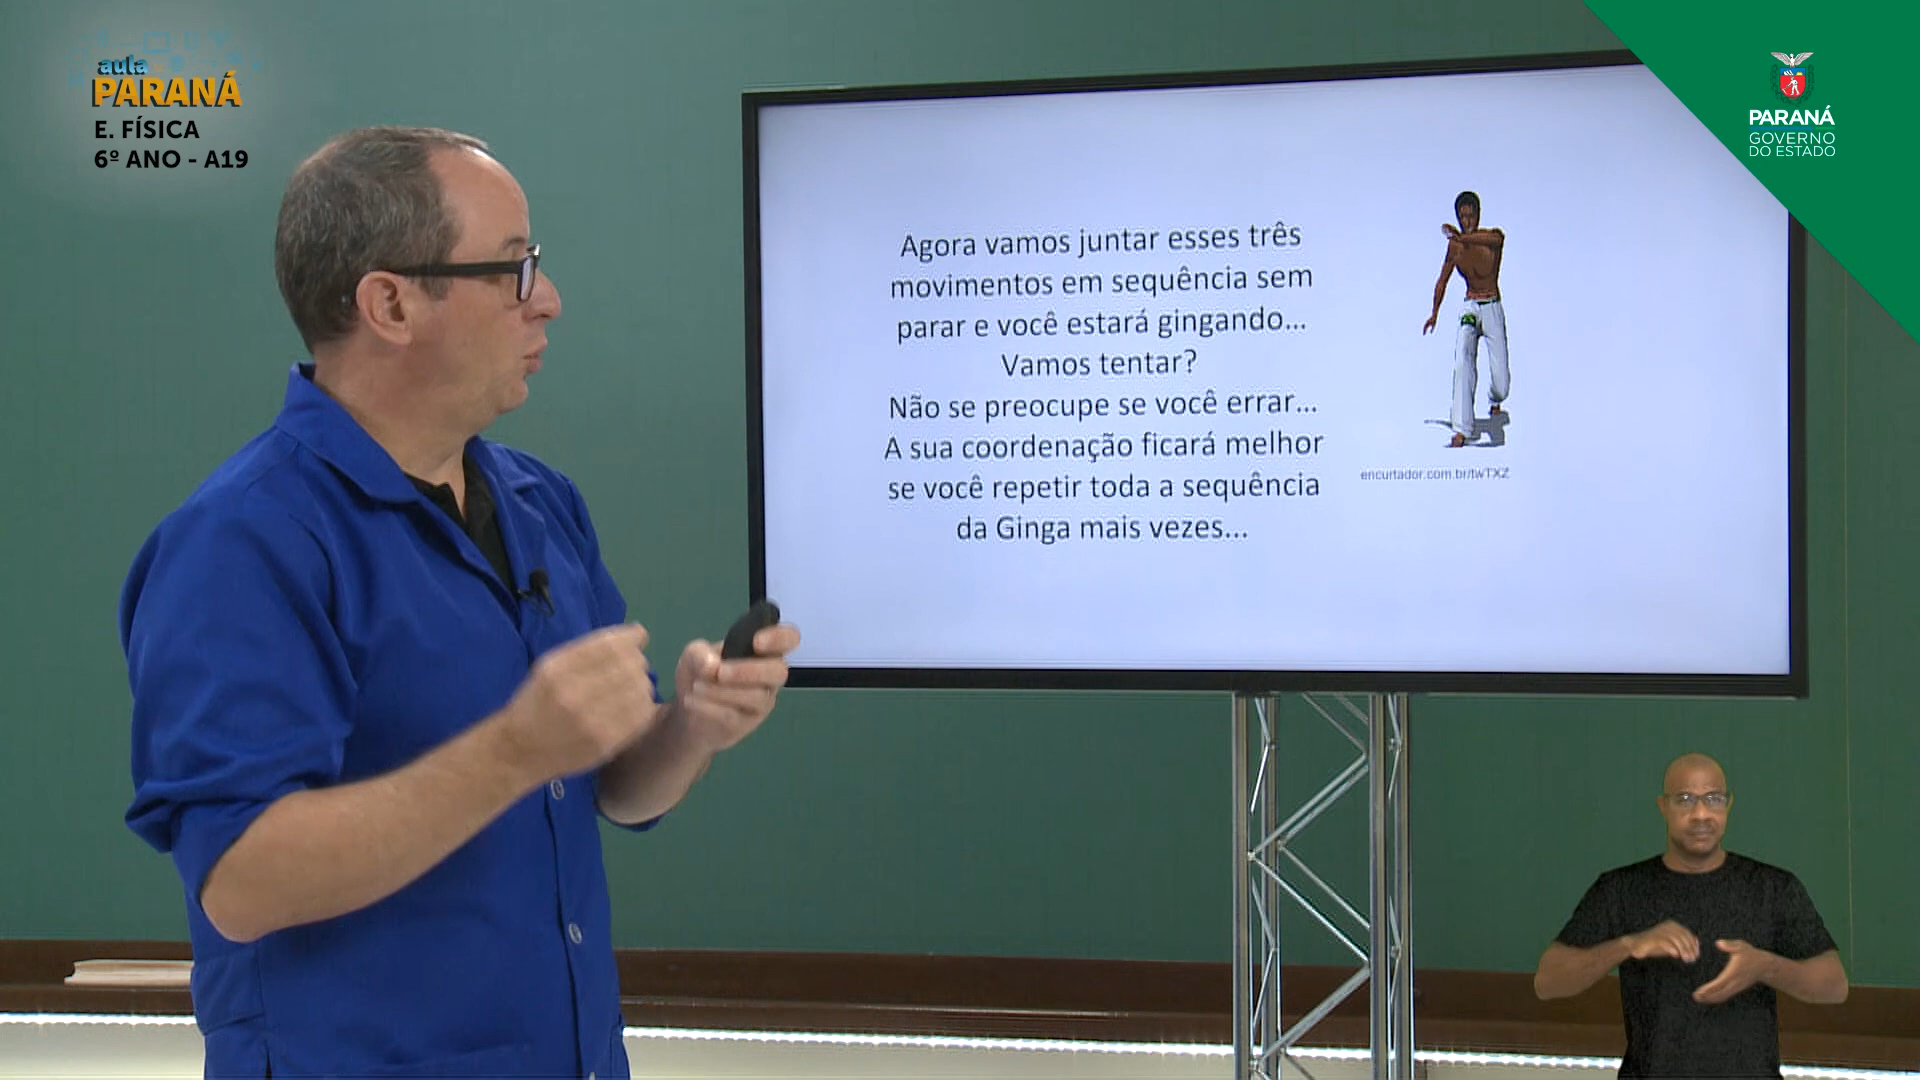 aula
PARANÁ
E. FÍSICA
6º ANO - A19
Agora vamos juntar esses três
movimentos em sequência sem
parar e você estará gingando...
Vamos tentar?
Não se preocupe se você errar...
A sua coordenação ficará melhor
se você repetir toda a sequência
da Ginga mais vezes...
encurtador.com.br/twTXZ
PARANÁ
GOVERNO
DO ESTADO